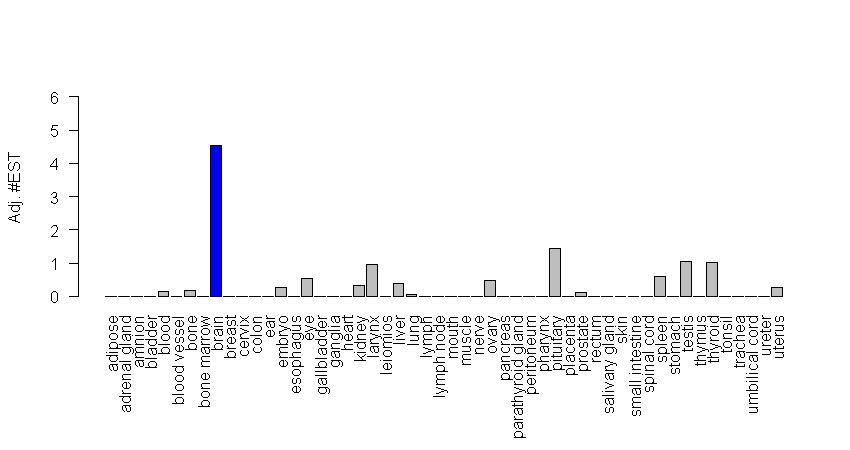 Adj. #EST
6
5
4
3
2
1
0
adipose
adrenal gland
amnion
bladder
blood
blood vessel
bone
bone marrow
brain
breast
cervix
colon
ear
embryo
esophagus
eye
gallbladder
ganglia
heart
kidney
larynx
leiomios
liver
lung
lymph
lymph node
mouth
muscle
nerve
ovary
pancreas
parathyroid gland
peritoneum
pharynx
pituitary
placenta
prostate
rectum
salivary gland
skin
small intestine
spinal cord
spleen
stomach
testis
thymus
thyroid
tonsil
trachea
umbilical cord
ureter
uterus